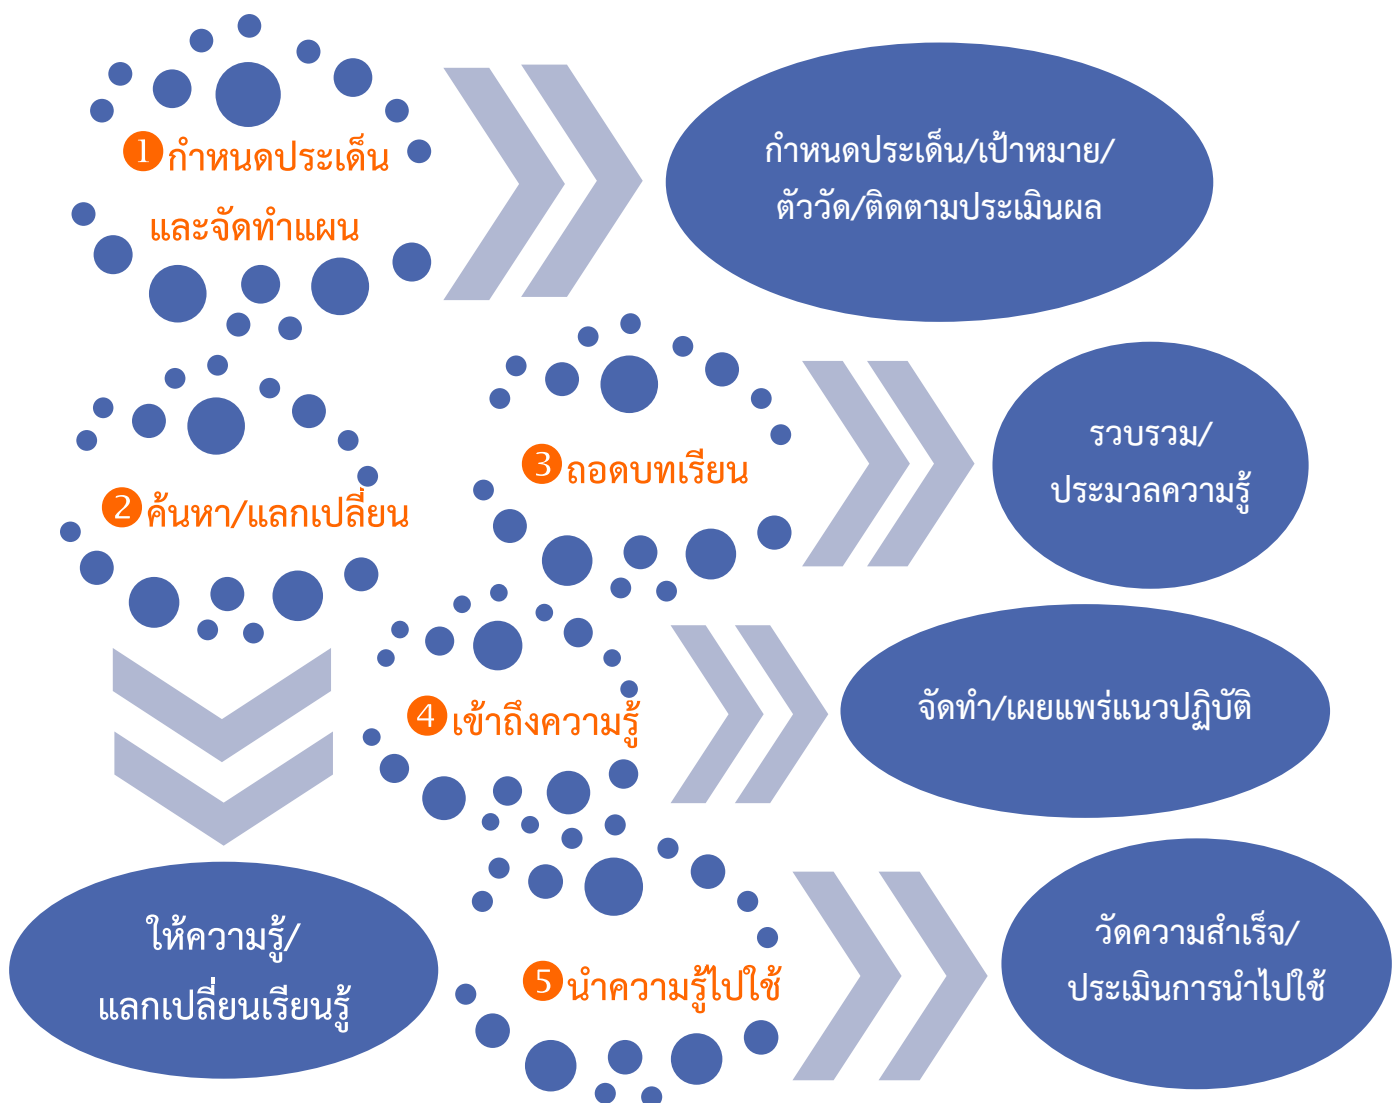 ❶กำหนดประเด็น
และจัดทำแผน
กำหนดประเด็น/เป้าหมาย/
ตัววัด/ติดตามประเมินผล
❷ค้นหา/แลกเปลี่ยน
ให้ความรู้/
แลกเปลี่ยนเรียนรู้
❸ถอดบทเรียน
รวบรวม/
ประมวลความรู้
❹เข้าถึงความรู้
จัดทำ/เผยแพร่แนวปฏิบัติ
❺นำความรู้ไปใช้
วัดความสำเร็จ/
ประเมินการนำไปใช้